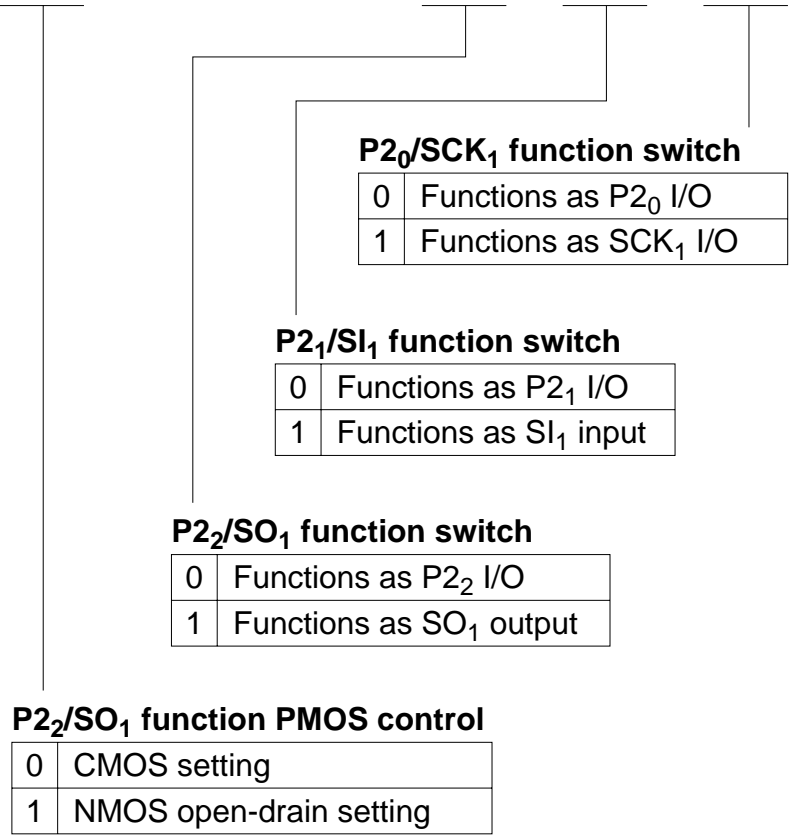 P2₀/SCK₁ function switch
0 Functions as P2₀ I/O
1 Functions as SCK₁ I/O
P2₁/SI₁ function switch
0 Functions as P2₁ I/O
1 Functions as SI₁ input
P2₂/SO₁ function switch
0 Functions as P2₂ I/O
1 Functions as SO₁ output
P2₂/SO₁ function PMOS control
0 CMOS setting
1 NMOS open-drain setting